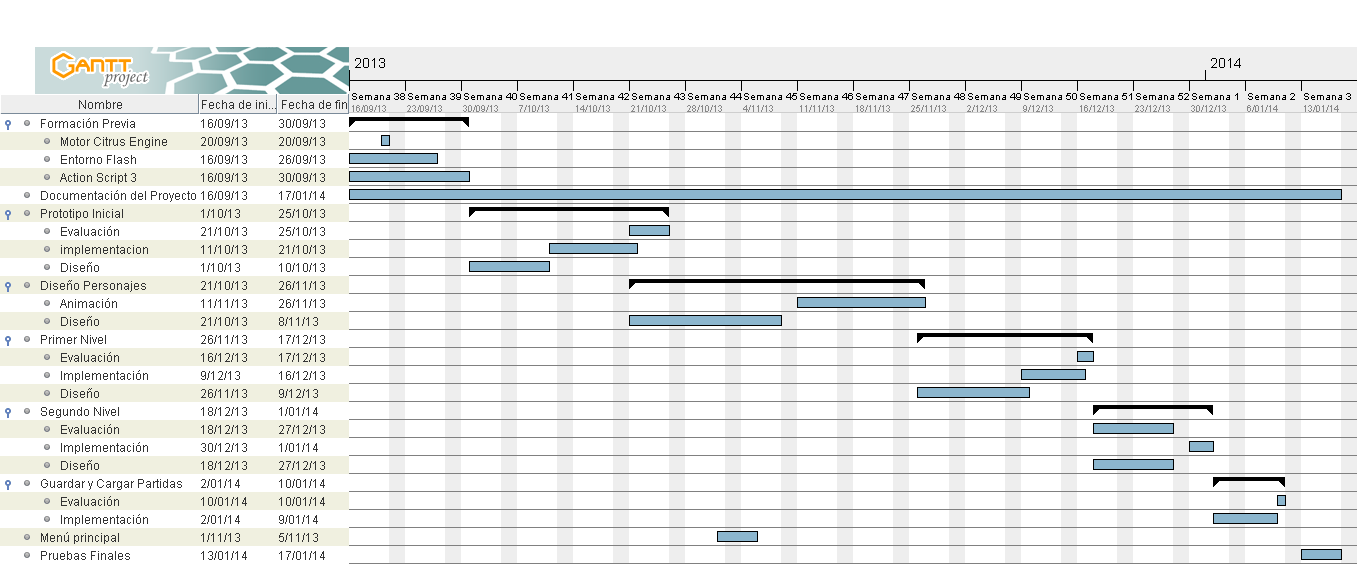 GANTT project
2013 2014
Nombre Fecha de ini... Fecha de fin
Semana 38 Semana 39 Semana 40 Semana 41 Semana 42 Semana 43 Semana 44 Semana 45 Semana 46 Semana 47 Semana 48 Semana 49 Semana 50 Semana 51 Semana 52 Semana 1 Semana 2 Semana 3
16/09/13 23/09/13 30/09/13 7/10/13 14/10/13 21/10/13 28/10/13 4/11/13 11/11/13 18/11/13 25/11/13 2/12/13 9/12/13 16/12/13 23/12/13 30/12/13 6/01/14 13/01/14
Formación Previa 16/09/13 30/09/13
Motor Citrus Engine 20/09/13 20/09/13
Entorno Flash 16/09/13 26/09/13
Action Script 3 16/09/13 30/09/13
Documentación del Proyecto 16/09/13 17/01/14
Prototipo Inicial 1/10/13 25/10/13
Evaluación 21/10/13 25/10/13
implementacion 11/10/13 21/10/13
Diseño 1/10/13 10/10/13
Diseño Personajes 21/10/13 26/11/13
Animación 11/11/13 26/11/13
Diseño 21/10/13 8/11/13
Primer Nivel 26/11/13 17/12/13
Evaluación 16/12/13 17/12/13
Implementación 9/12/13 16/12/13
Diseño 26/11/13 9/12/13
Segundo Nivel 18/12/13 1/01/14
Evaluación 18/12/13 27/12/13
Implementación 30/12/13 1/01/14
Diseño 18/12/13 27/12/13
Guardar y Cargar Partidas 2/01/14 10/01/14
Evaluación 10/01/14 10/01/14
Implementación 2/01/14 9/01/14
Menú principal 1/11/13 5/11/13
Pruebas Finales 13/01/14 17/01/14